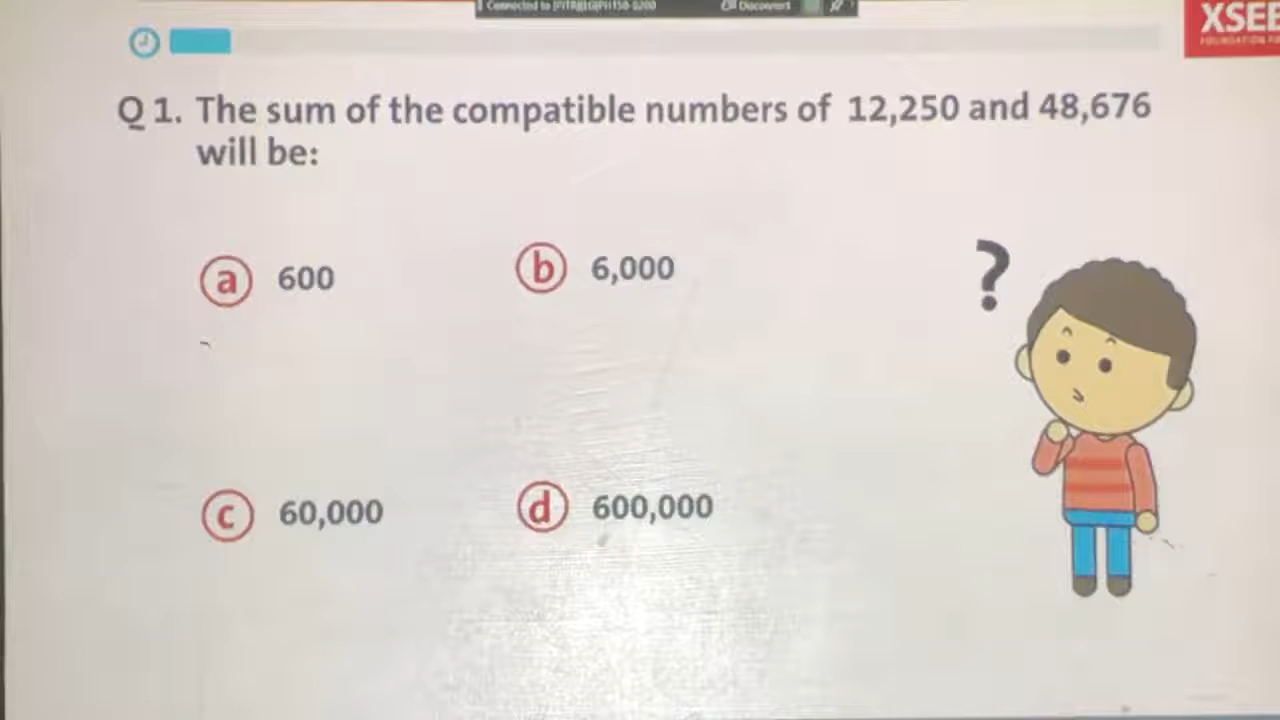 XSEE
Q 1. The sum of the compatible numbers of 12,250 and 48,676
will be:
a 600
b 6,000
?
c 60,000
d 600,000